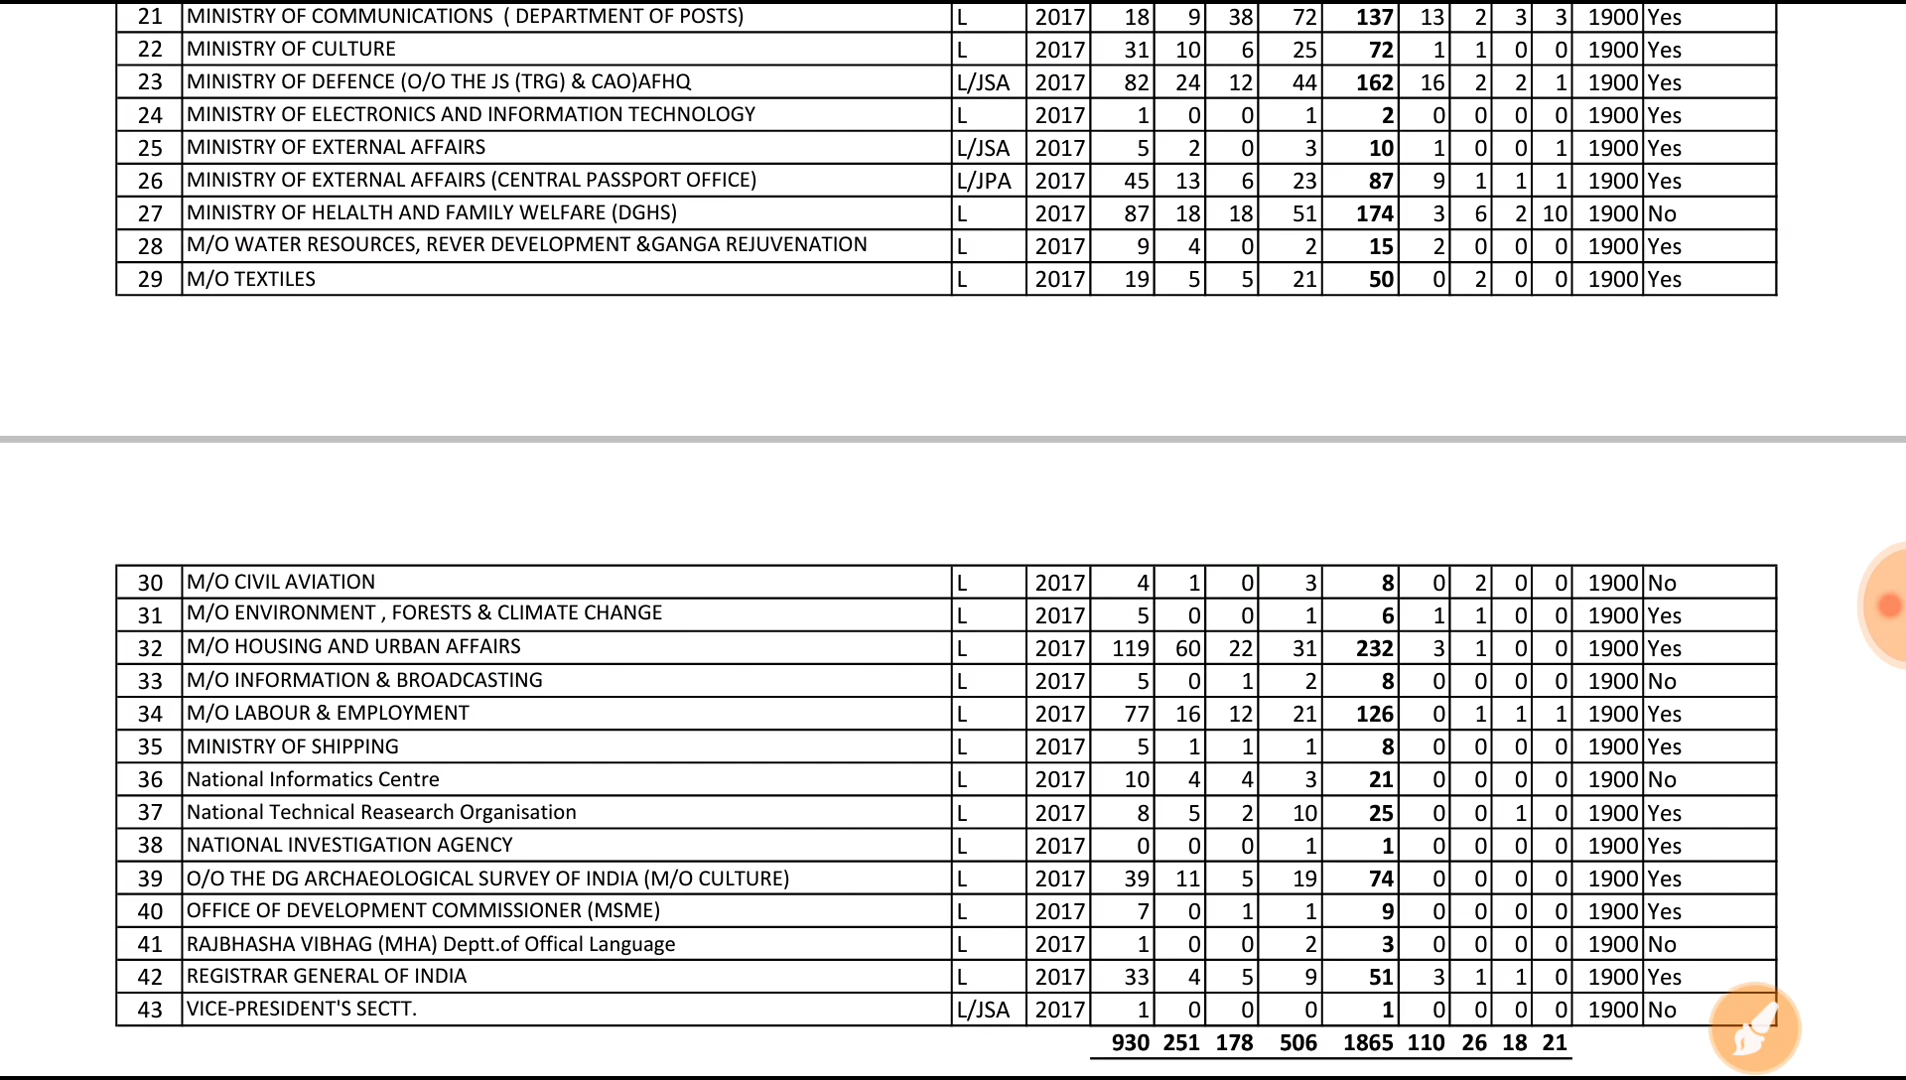 21 MINISTRY OF COMMUNICATIONS ( DEPARTMENT OF POSTS) L 2017 18 9 38 72 137 13 2 3 3 1900 Yes
22 MINISTRY OF CULTURE L 2017 31 10 6 25 72 1 1 0 0 1900 Yes
23 MINISTRY OF DEFENCE (O/O THE JS (TRG) & CAO)AFHQ L/JSA 2017 82 24 12 44 162 16 2 2 1 1900 Yes
24 MINISTRY OF ELECTRONICS AND INFORMATION TECHNOLOGY L 2017 1 0 0 1 2 0 0 0 0 1900 Yes
25 MINISTRY OF EXTERNAL AFFAIRS L/JSA 2017 5 2 0 3 10 1 0 0 1 1900 Yes
26 MINISTRY OF EXTERNAL AFFAIRS (CENTRAL PASSPORT OFFICE) L/JPA 2017 45 13 6 23 87 9 1 1 1 1900 Yes
27 MINISTRY OF HELALTH AND FAMILY WELFARE (DGHS) L 2017 87 18 18 51 174 3 6 2 10 1900 No
28 M/O WATER RESOURCES, REVER DEVELOPMENT &GANGA REJUVENATION L 2017 9 4 0 2 15 2 0 0 0 1900 Yes
29 M/O TEXTILES L 2017 19 5 5 21 50 0 2 0 0 1900 Yes
30 M/O CIVIL AVIATION L 2017 4 1 0 3 8 0 2 0 0 1900 No
31 M/O ENVIRONMENT , FORESTS & CLIMATE CHANGE L 2017 5 0 0 1 6 1 1 0 0 1900 Yes
32 M/O HOUSING AND URBAN AFFAIRS L 2017 119 60 22 31 232 3 1 0 0 1900 Yes
33 M/O INFORMATION & BROADCASTING L 2017 5 0 1 2 8 0 0 0 0 1900 No
34 M/O LABOUR & EMPLOYMENT L 2017 77 16 12 21 126 0 1 1 1 1900 Yes
35 MINISTRY OF SHIPPING L 2017 5 1 1 1 8 0 0 0 0 1900 Yes
36 National Informatics Centre L 2017 10 4 4 3 21 0 0 0 0 1900 No
37 National Technical Reasearch Organisation L 2017 8 5 2 10 25 0 0 1 0 1900 Yes
38 NATIONAL INVESTIGATION AGENCY L 2017 0 0 0 1 1 0 0 0 0 1900 Yes
39 O/O THE DG ARCHAEOLOGICAL SURVEY OF INDIA (M/O CULTURE) L 2017 39 11 5 19 74 0 0 0 0 1900 Yes
40 OFFICE OF DEVELOPMENT COMMISSIONER (MSME) L 2017 7 0 1 1 9 0 0 0 0 1900 Yes
41 RAJBHASHA VIBHAG (MHA) Deptt.of Offical Language L 2017 1 0 0 2 3 0 0 0 0 1900 No
42 REGISTRAR GENERAL OF INDIA L 2017 33 4 5 9 51 3 1 1 0 1900 Yes
43 VICE-PRESIDENT'S SECTT. L/JSA 2017 1 0 0 0 1 0 0 0 0 1900 No
930 251 178 506 1865 110 26 18 21